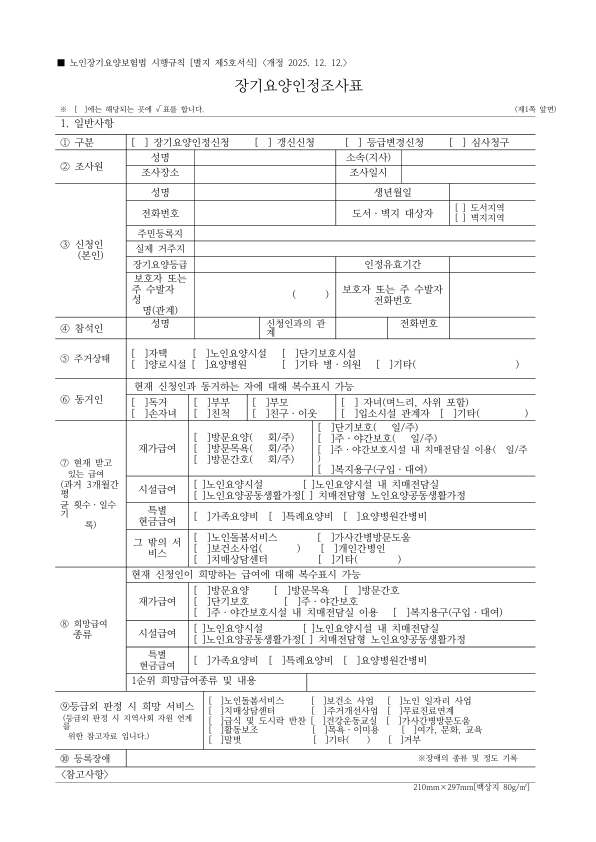 ■ 노인장기요양보험법 시행규칙 [별지 제5호서식] <개정 2025. 12. 12.>
장기요양인정조사표
※ [ ]에는 해당되는 곳에 √표를 합니다. (제1쪽 앞면)
1. 일반사항
① 구분 [ ] 장기요양인정신청 [ ] 갱신신청 [ ] 등급변경신청 [ ] 심사청구
② 조사원 성명 소속(지사)
조사장소 조사일시
③ 신청인
(본인)
성명 생년월일
전화번호 도서ㆍ벽지 대상자 [ ] 도서지역
[ ] 벽지지역
주민등록지
실제 거주지
장기요양등급 인정유효기간
보호자 또는
주 수발자
성
명(관계)
( )
보호자 또는 주 수발자
전화번호
④ 참석인 성명 신청인과의 관
계
전화번호
⑤ 주거상태 [ ]자택 [ ]노인요양시설 [ ]단기보호시설
[ ]양로시설 [ ]요양병원 [ ]기타 병ㆍ의원 [ ]기타( )
⑥ 동거인
현재 신청인과 동거하는 자에 대해 복수표시 가능
[ ]독거 [ ]부부 [ ]부모 [ ] 자녀(며느리, 사위 포함)
[ ]손자녀 [ ]친척 [ ]친구ㆍ이웃 [ ]입소시설 관계자 [ ]기타( )
⑦ 현재 받고
있는 급여
(과거 3개월간
평
균 횟수ㆍ일수
기
록)
재가급여
[ ]방문요양( 회/주)
[ ]방문목욕( 회/주)
[ ]방문간호( 회/주)
[ ]단기보호( 일/주)
[ ]주ㆍ야간보호( 일/주)
[ ]주ㆍ야간보호시설 내 치매전담실 이용( 일/주
)
[ ]복지용구(구입ㆍ대여)
시설급여 [ ]노인요양시설 [ ]노인요양시설 내 치매전담실
[ ]노인요양공동생활가정[ ] 치매전담형 노인요양공동생활가정
특별
현금급여
[ ]가족요양비 [ ]특례요양비 [ ]요양병원간병비
그 밖의 서
비스
[ ]노인돌봄서비스 [ ]가사간병방문도움
[ ]보건소사업( ) [ ]개인간병인
[ ]치매상담센터 [ ]기타( )
⑧ 희망급여
종류
현재 신청인이 희망하는 급여에 대해 복수표시 가능
재가급여
[ ]방문요양 [ ]방문목욕 [ ]방문간호
[ ]단기보호 [ ]주ㆍ야간보호
[ ]주ㆍ야간보호시설 내 치매전담실 이용 [ ]복지용구(구입ㆍ대여)
시설급여 [ ]노인요양시설 [ ]노인요양시설 내 치매전담실
[ ]노인요양공동생활가정[ ] 치매전담형 노인요양공동생활가정
특별
현금급여
[ ]가족요양비 [ ]특례요양비 [ ]요양병원간병비
1순위 희망급여종류 및 내용
⑨등급외 판정 시 희망 서비스
(등급외 판정 시 지역사회 자원 연계
를
위한 참고자료 입니다.)
[ ]노인돌봄서비스 [ ]보건소 사업 [ ]노인 일자리 사업
[ ]치매상담센터 [ ]주거개선사업 [ ]무료진료연계
[ ]급식 및 도시락 반찬 [ ]건강운동교실 [ ]가사간병방문도움
[ ]활동보조 [ ]목욕ㆍ이미용 [ ]여가, 문화, 교육
[ ]말벗 [ ]기타( ) [ ]거부
⑩ 등록장애 ※장애의 종류 및 정도 기록
<참고사항>
210mm×297mm[백상지 80g/㎡]